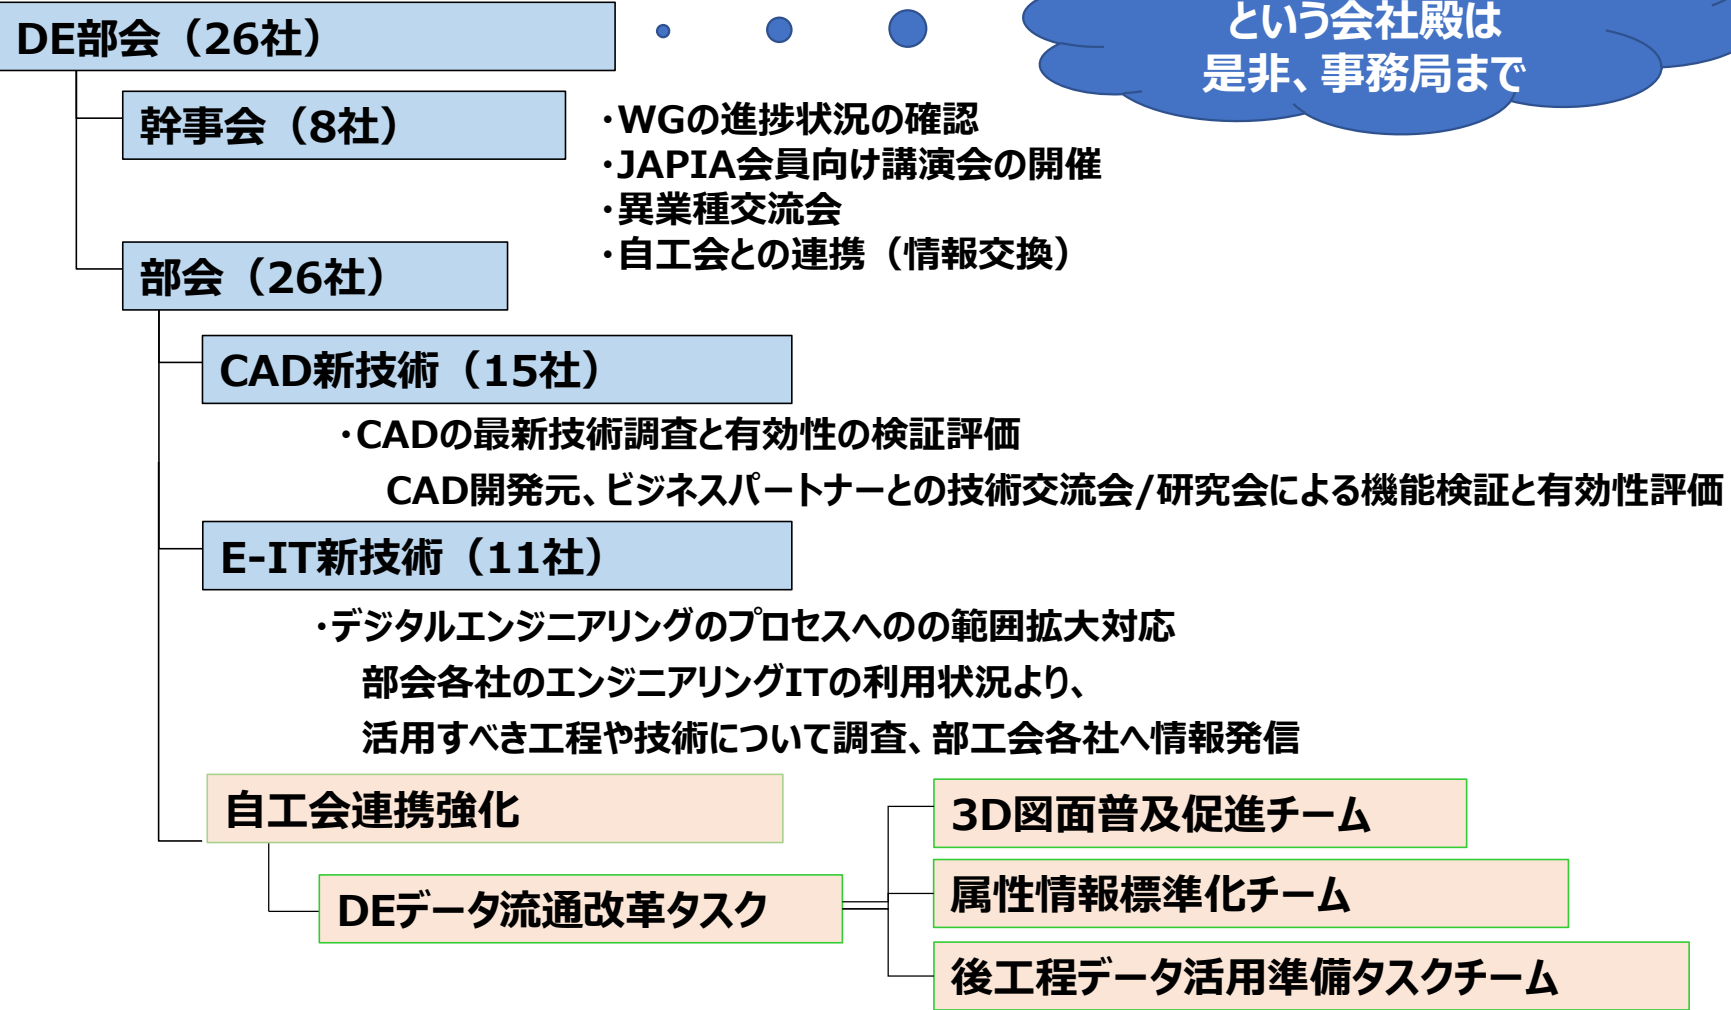 DE部会（26社）
という会社殿は
是非、事務局まで
幹事会（8社）
・WGの進捗状況の確認
・JAPIA会員向け講演会の開催
・異業種交流会
・自工会との連携（情報交換）
部会（26社）
CAD新技術（15社）
・CADの最新技術調査と有効性の検証評価
CAD開発元、ビジネスパートナーとの技術交流会/研究会による機能検証と有効性評価
E-IT新技術（11社）
・デジタルエンジニアリングのプロセスへのの範囲拡大対応
部会各社のエンジニアリングITの利用状況より、
活用すべき工程や技術について調査、部工会各社へ情報発信
自工会連携強化
3D図面普及促進チーム
DEデータ流通改革タスク
属性情報標準化チーム
後工程データ活用準備タスクチーム